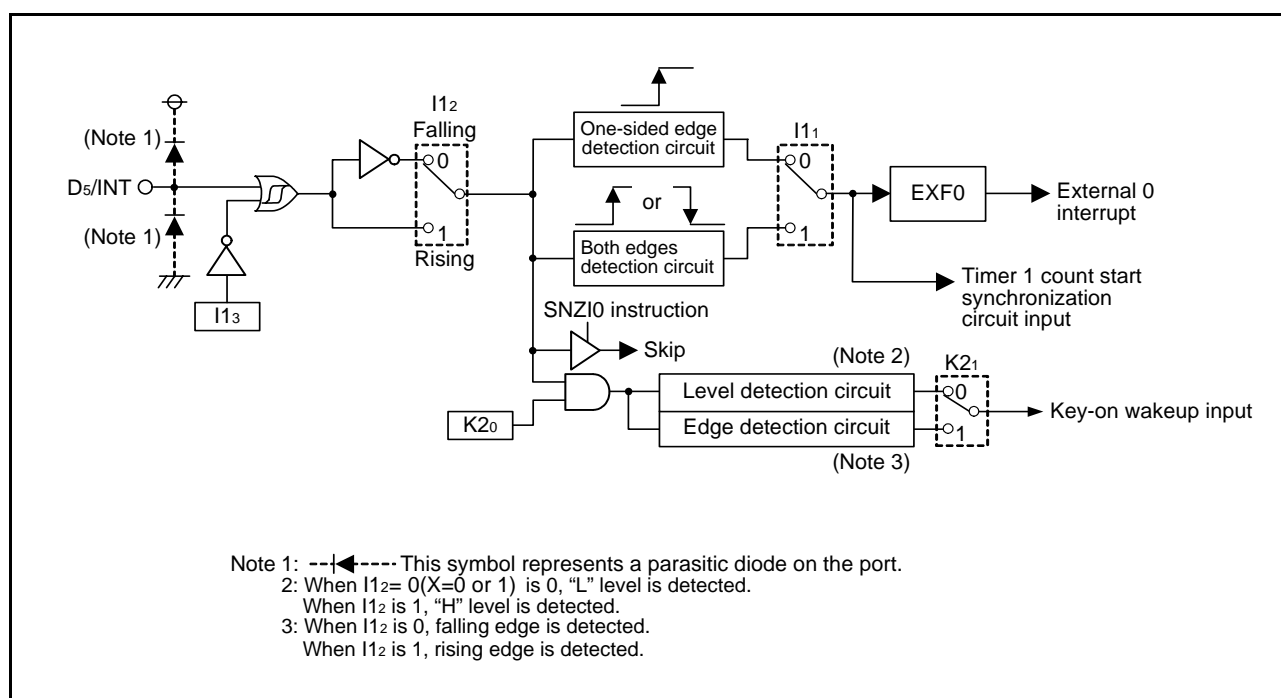 I12
Falling
0
1
Rising
(Note 1)
D5/INT
(Note 1)
I13
One-sided edge
detection circuit
or
Both edges
detection circuit
I11
0
1
EXF0
External 0
interrupt
Timer 1 count start
synchronization
circuit input
SNZI0 instruction
Skip
K20
(Note 2)
Level detection circuit
Edge detection circuit
(Note 3)
K21
0
1
Key-on wakeup input
Note 1: This symbol represents a parasitic diode on the port.
2: When I12= 0(X=0 or 1) is 0, “L” level is detected.
When I12 is 1, “H” level is detected.
3: When I12 is 0, falling edge is detected.
When I12 is 1, rising edge is detected.